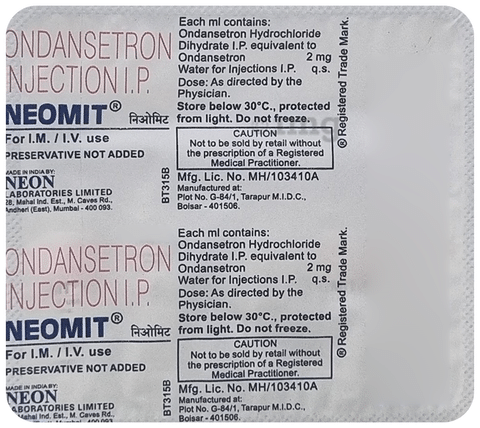 ONDANSETRON
INJECTION I.P.
NEOMIT®
निओमिट
For I.M. / I.V. use
PRESERVATIVE NOT ADDED
MADE IN INDIA BY:
NEON
LABORATORIES LIMITED
28, Mahal Ind. Est., M. Caves Rd.,
Andheri (East), Mumbai - 400 093.
BT315B
Each ml contains:
Ondansetron Hydrochloride
Dihydrate I.P. equivalent to
Ondansetron 2 mg
Water for Injections I.P. q.s.
Dose: As directed by the
Physician.
Store below 30°C., protected
from light. Do not freeze.
CAUTION
Not to be sold by retail without
the prescription of a Registered
Medical Practitioner.
Mfg. Lic. No. MH/103410A
Manufactured at:
Plot No. G-84/1, Tarapur M.I.D.C.,
Boisar - 401506.
® Registered Trade Mark.
ONDANSETRON
INJECTION I.P.
NEOMIT®
निओमिट
For I.M. / I.V. use
PRESERVATIVE NOT ADDED
MADE IN INDIA BY:
NEON
LABORATORIES LIMITED
28, Mahal Ind. Est., M. Caves Rd.,
BT315B
Each ml contains:
Ondansetron Hydrochloride
Dihydrate I.P. equivalent to
Ondansetron 2 mg
Water for Injections I.P. q.s.
Dose: As directed by the
Physician.
Store below 30°C., protected
from light. Do not freeze.
CAUTION
Not to be sold by retail without
the prescription of a Registered
Medical Practitioner.
Mfg. Lic. No. MH/103410A
Manufactured at:
Plot No. G-84/1, Tarapur M.I.D.C.,
Boisar - 401506.
® Registered Trade Mark.